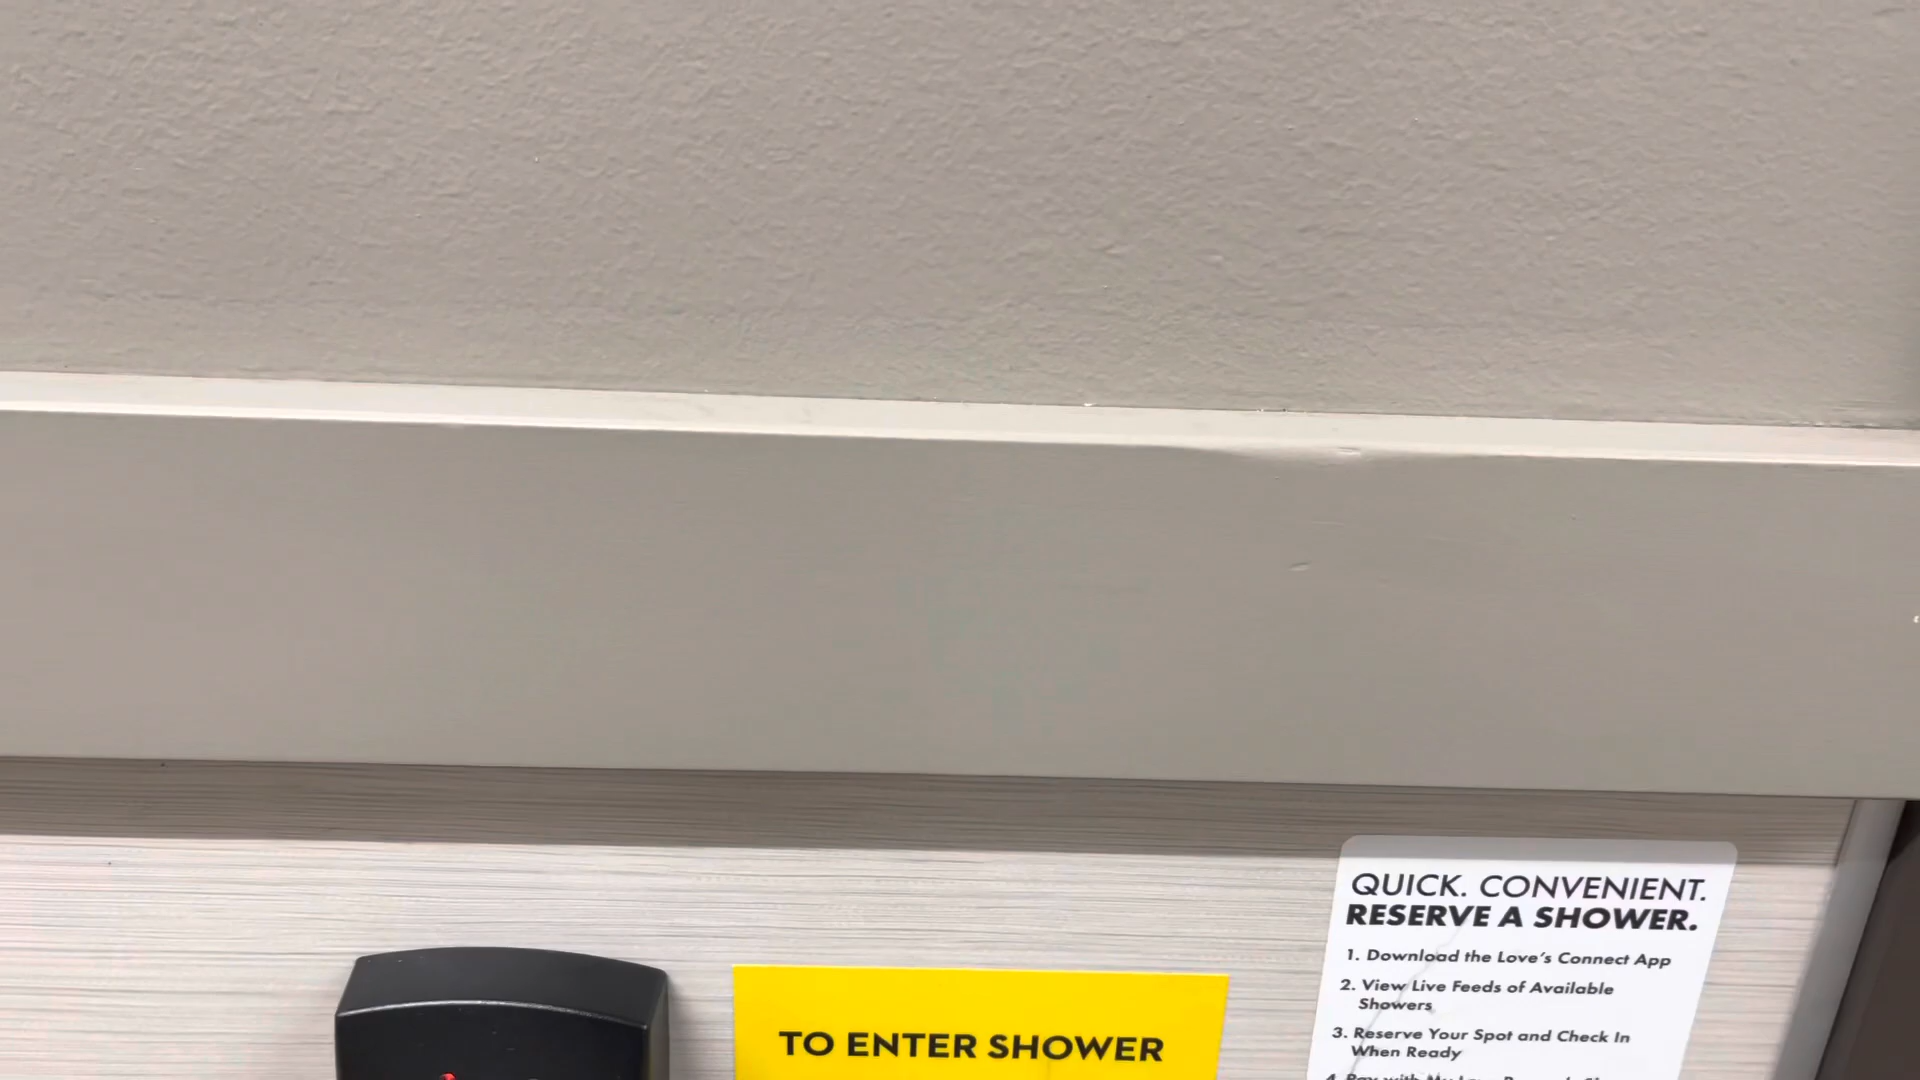 QUICK. CONVENIENT.
RESERVE A SHOWER.
1. Download the Love's Connect App
2. View Live Feeds of Available
Showers
3. Reserve Your Spot and Check In
When Ready
TO ENTER SHOWER